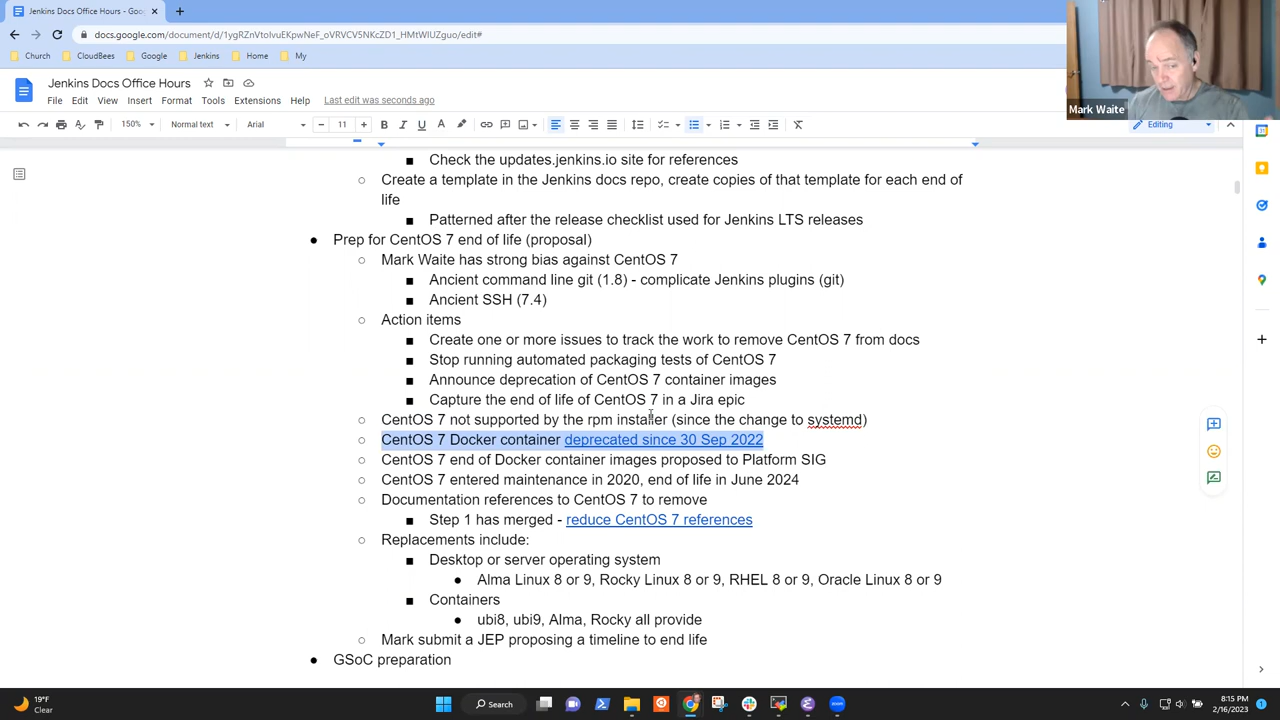 Jenkins Docs Office Hours - Goo
docs.google.com/document/d/1ygRZnVtoIvuEKpwNeF_oVRVCV5NKcZD1_HMtWIUZguo/edit#
Church
CloudBees
Google
Jenkins
Home
My
Mark Waite
Jenkins Docs Office Hours
File Edit View Insert Format Tools Extensions Help Last edit was seconds ago
150% Normal text Arial 11 Editing
■ Check the updates.jenkins.io site for references
○ Create a template in the Jenkins docs repo, create copies of that template for each end of
life
■ Patterned after the release checklist used for Jenkins LTS releases
● Prep for CentOS 7 end of life (proposal)
○ Mark Waite has strong bias against CentOS 7
■ Ancient command line git (1.8) - complicate Jenkins plugins (git)
■ Ancient SSH (7.4)
○ Action items
■ Create one or more issues to track the work to remove CentOS 7 from docs
■ Stop running automated packaging tests of CentOS 7
■ Announce deprecation of CentOS 7 container images
■ Capture the end of life of CentOS 7 in a Jira epic
○ CentOS 7 not supported by the rpm installer (since the change to systemd)
○ CentOS 7 Docker container deprecated since 30 Sep 2022
○ CentOS 7 end of Docker container images proposed to Platform SIG
○ CentOS 7 entered maintenance in 2020, end of life in June 2024
○ Documentation references to CentOS 7 to remove
■ Step 1 has merged - reduce CentOS 7 references
○ Replacements include:
■ Desktop or server operating system
● Alma Linux 8 or 9, Rocky Linux 8 or 9, RHEL 8 or 9, Oracle Linux 8 or 9
■ Containers
● ubi8, ubi9, Alma, Rocky all provide
○ Mark submit a JEP proposing a timeline to end life
● GSoC preparation
19°F
Clear
Search
8:15 PM
2/16/2023